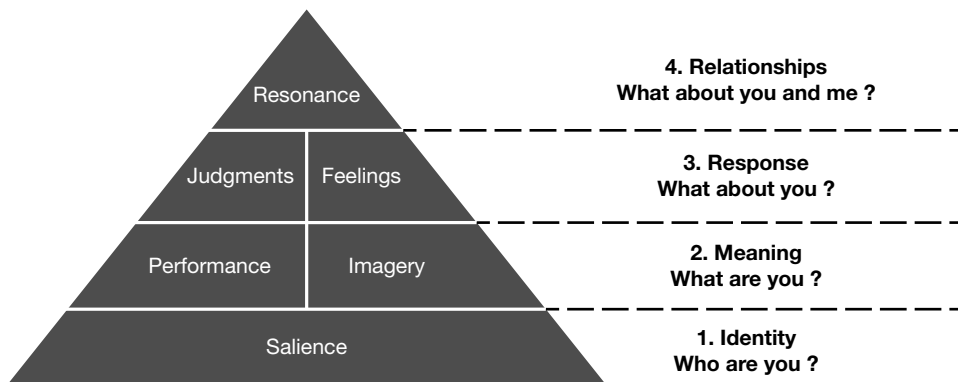 Resonance
4. Relationships
What about you and me ?
Judgments
Feelings
3. Response
What about you ?
Performance
Imagery
2. Meaning
What are you ?
Salience
1. Identity
Who are you ?